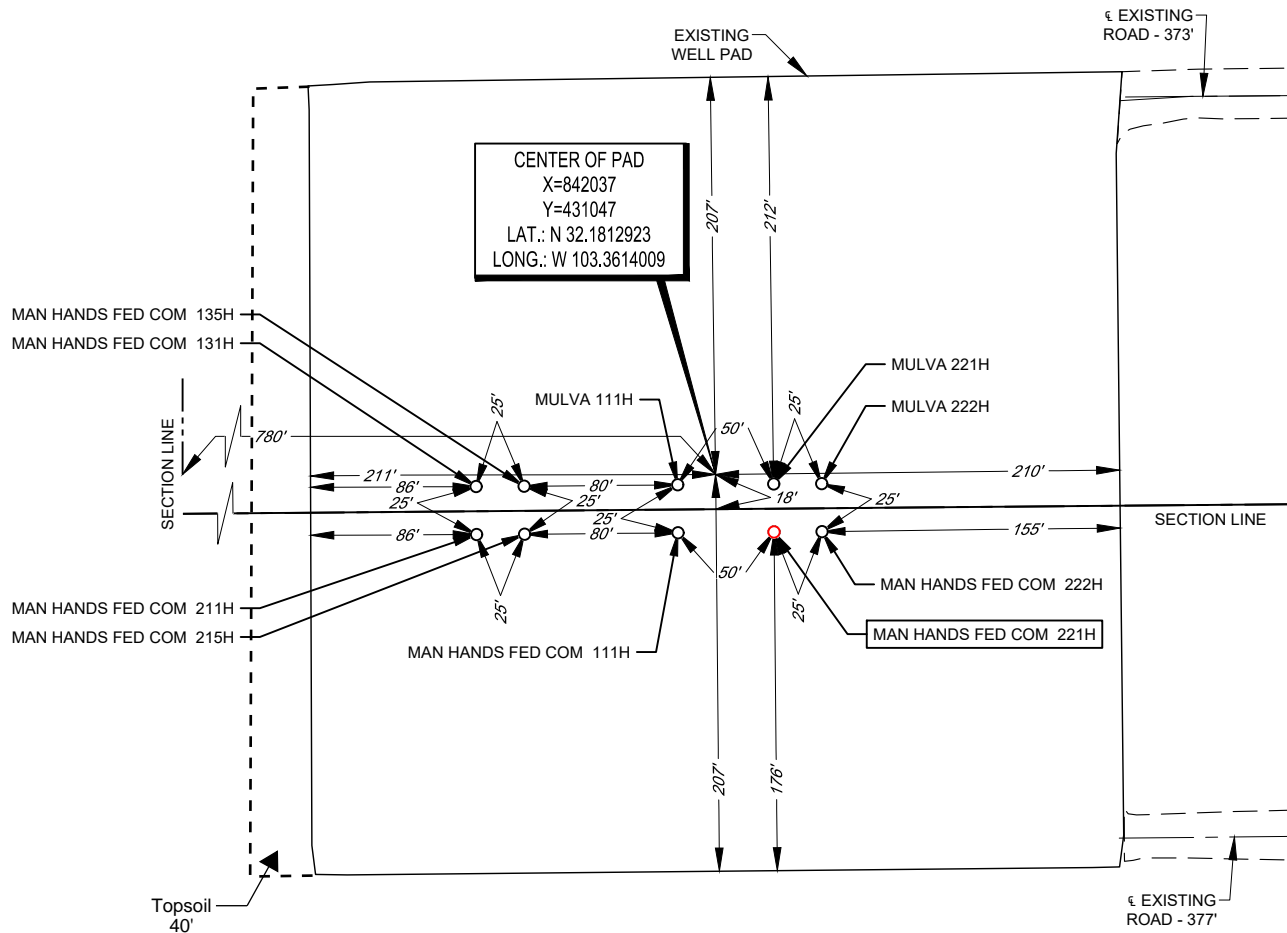 ℄ EXISTING
ROAD - 373'
EXISTING
WELL PAD
CENTER OF PAD
X=842037
Y=431047
LAT.: N 32.1812923
LONG.: W 103.3614009
207'
212'
MAN HANDS FED COM 135H
MAN HANDS FED COM 131H
MULVA 111H
MULVA 221H
MULVA 222H
25'
50'
25'
SECTION LINE
780'
211'
210'
86'
80'
18'
25'
25'
25'
25'
SECTION LINE
86'
80'
155'
50'
25'
25'
MAN HANDS FED COM 211H
MAN HANDS FED COM 215H
MAN HANDS FED COM 111H
MAN HANDS FED COM 222H
MAN HANDS FED COM 221H
207'
176'
Topsoil
40'
℄ EXISTING
ROAD - 377'